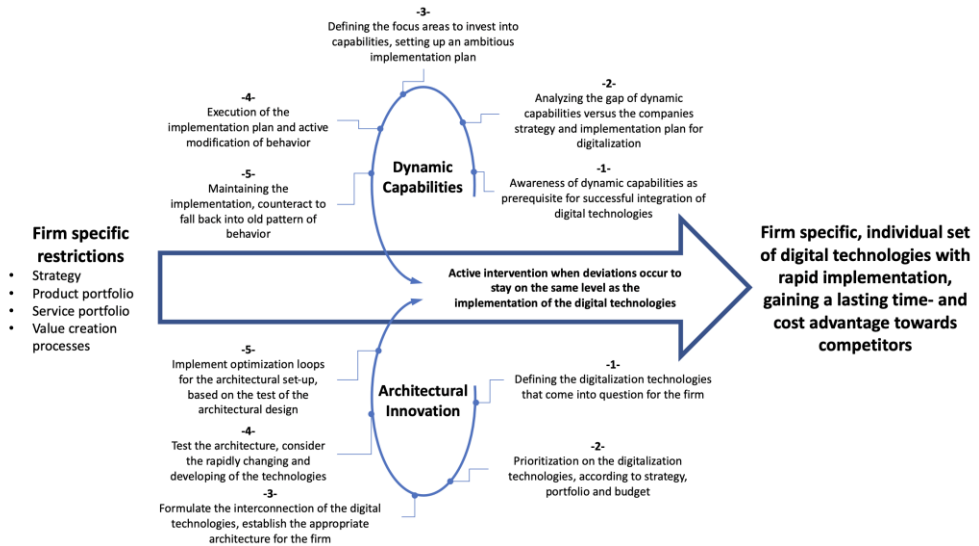 -3-
Defining the focus areas to invest into
capabilities, setting up an ambitious
implementation plan
-4-
Execution of the
implementation plan and active
modification of behavior
-2-
Analyzing the gap of dynamic
capabilities versus the companies
strategy and implementation plan for
digitalization
Dynamic
Capabilities
-5-
Maintaining the
implementation, counteract to
fall back into old pattern of
behavior
-1-
Awareness of dynamic capabilities as
prerequisite for successful integration of
digital technologies
Firm specific
restrictions
• Strategy
• Product portfolio
• Service portfolio
• Value creation
processes
Active intervention when deviations occur to
stay on the same level as the
implementation of the digital technologies
Firm specific, individual set
of digital technologies with
rapid implementation,
gaining a lasting time- and
cost advantage towards
competitors
-5-
Implement optimization loops
for the architectural set-up,
based on the test of the
architectural design
Architectural
Innovation
-1-
Defining the digitalization technologies
that come into question for the firm
-4-
Test the architecture, consider
the rapidly changing and
developing of the technologies
-2-
Prioritization on the digitalization
technologies, according to strategy,
portfolio and budget
-3-
Formulate the interconnection of the digital
technologies, establish the appropriate
architecture for the firm